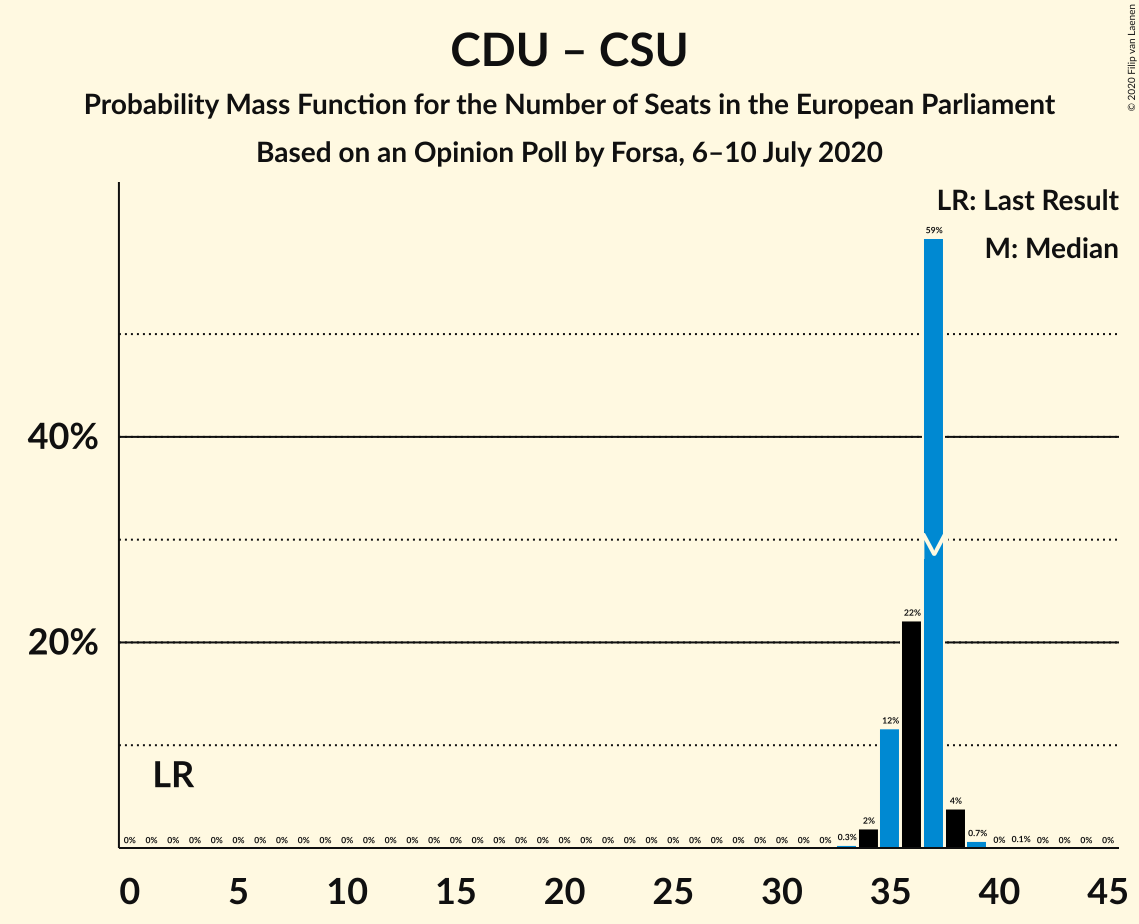 CDU – CSU
Probability Mass Function for the Number of Seats in the European Parliament
Based on an Opinion Poll by Forsa, 6–10 July 2020
© 2020 Filip van Laenen
LR: Last Result
M: Median
59%
40%
22%
20%
12%
LR
4%
2%
0% 0% 0% 0% 0% 0% 0% 0% 0% 0% 0% 0% 0% 0% 0% 0% 0% 0% 0% 0% 0% 0% 0% 0% 0% 0% 0% 0% 0% 0% 0% 0% 0% 0.3% 0.7% 0% 0.1% 0% 0% 0% 0%
0 5 10 15 20 25 30 35 40 45